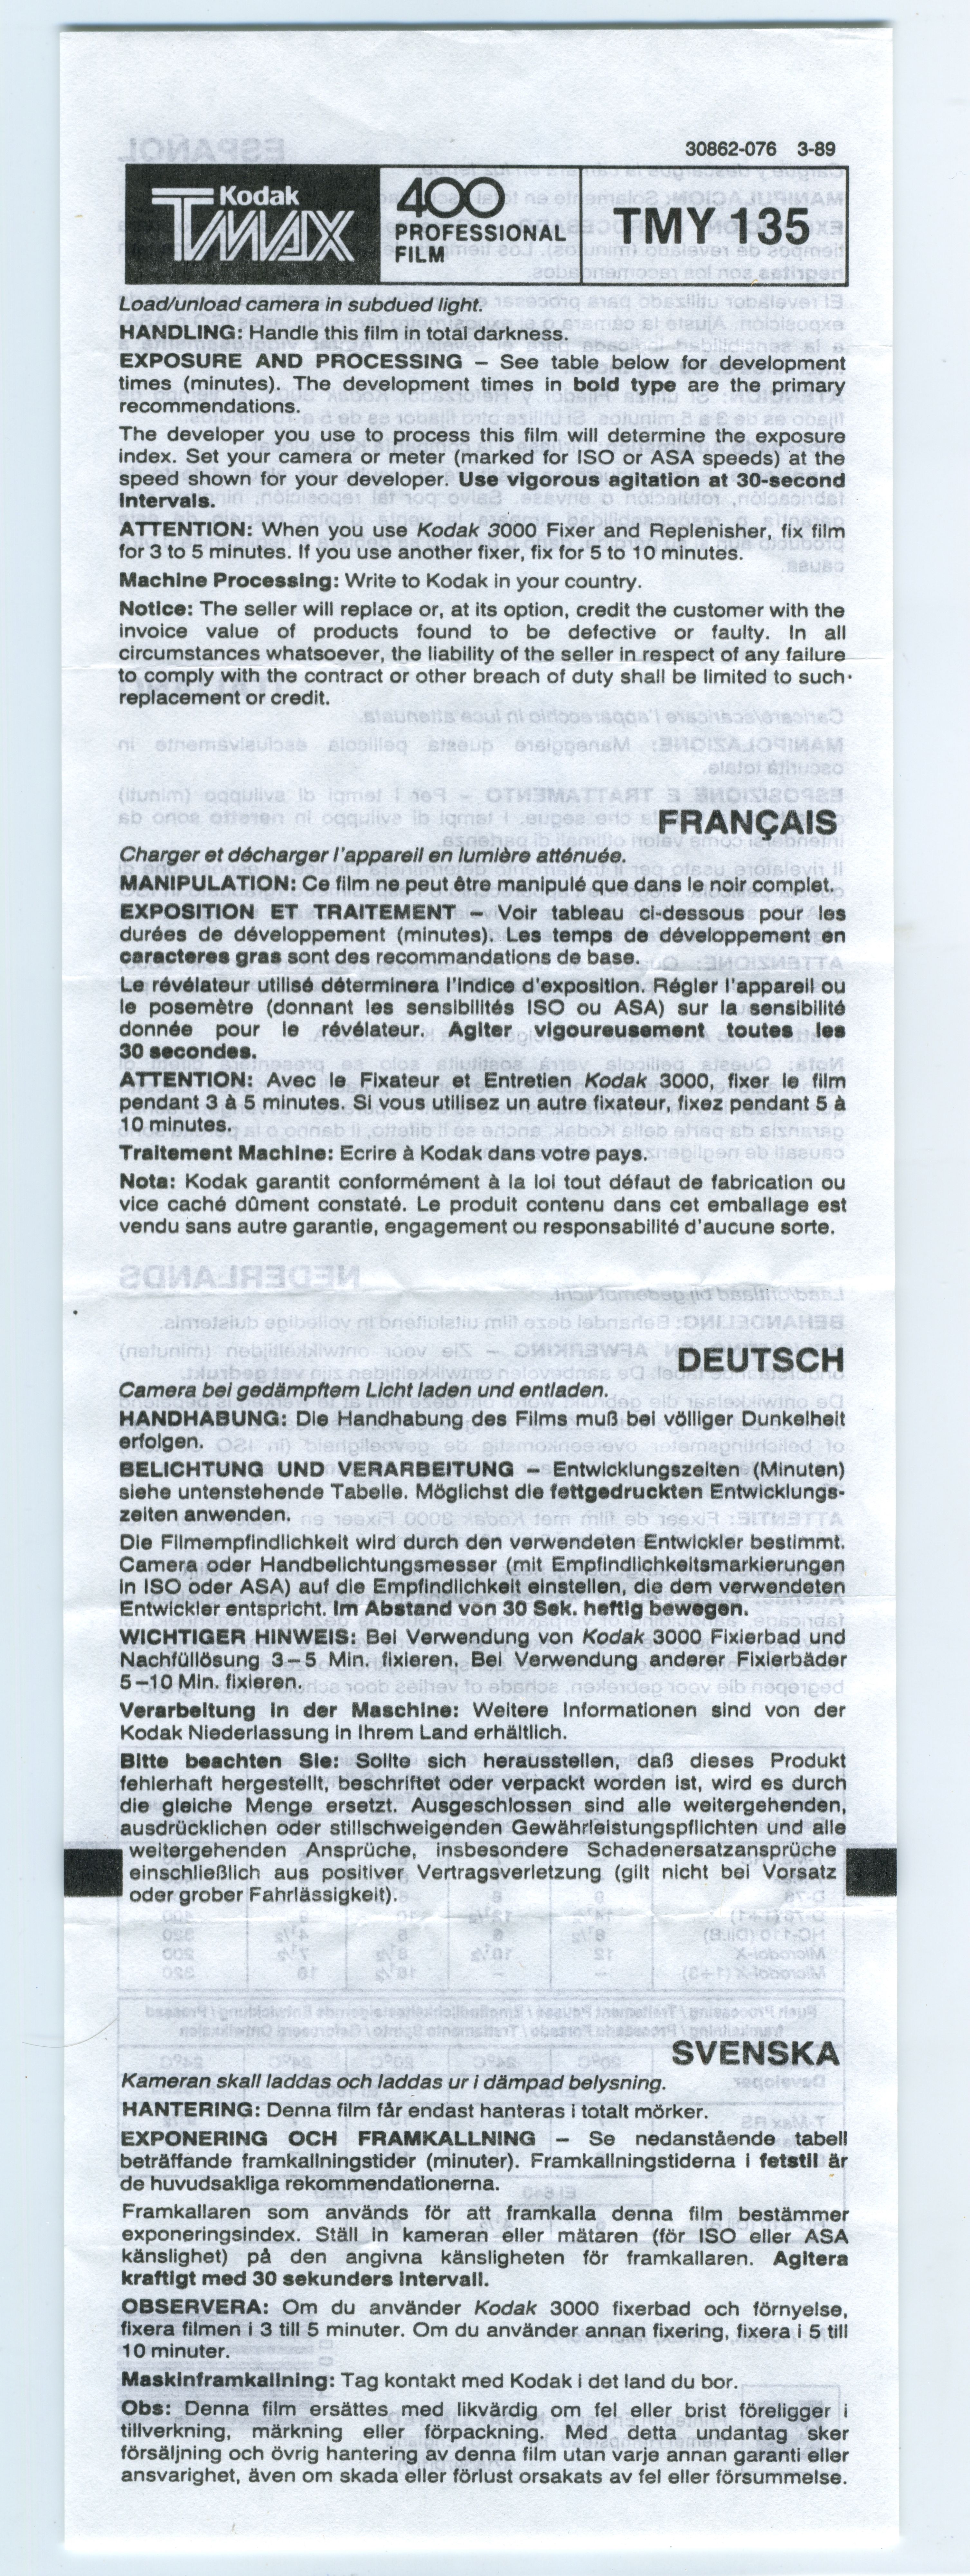 30862-076 3-89
Kodak
TMAX
400
PROFESSIONAL
FILM
TMY 135
Load/unload camera in subdued light.
HANDLING: Handle this film in total darkness.
EXPOSURE AND PROCESSING – See table below for development
times (minutes). The development times in bold type are the primary
recommendations.
The developer you use to process this film will determine the exposure
index. Set your camera or meter (marked for ISO or ASA speeds) at the
speed shown for your developer. Use vigorous agitation at 30-second
intervals.
ATTENTION: When you use Kodak 3000 Fixer and Replenisher, fix film
for 3 to 5 minutes. If you use another fixer, fix for 5 to 10 minutes.
Machine Processing: Write to Kodak in your country.
Notice: The seller will replace or, at its option, credit the customer with the
invoice value of products found to be defective or faulty. In all
circumstances whatsoever, the liability of the seller in respect of any failure
to comply with the contract or other breach of duty shall be limited to such
replacement or credit.
FRANÇAIS
Charger et décharger l'appareil en lumière atténuée.
MANIPULATION: Ce film ne peut être manipulé que dans le noir complet.
EXPOSITION ET TRAITEMENT – Voir tableau ci-dessous pour les
durées de développement (minutes). Les temps de développement en
caracteres gras sont des recommandations de base.
Le révélateur utilisé déterminera l'indice d'exposition. Régler l'appareil ou
le posemètre (donnant les sensibilités ISO ou ASA) sur la sensibilité
donnée pour le révélateur. Agiter vigoureusement toutes les
30 secondes.
ATTENTION: Avec le Fixateur et Entretien Kodak 3000, fixer le film
pendant 3 à 5 minutes. Si vous utilisez un autre fixateur, fixez pendant 5 à
10 minutes.
Traitement Machine: Ecrire à Kodak dans votre pays.
Nota: Kodak garantit conformément à la loi tout défaut de fabrication ou
vice caché dûment constaté. Le produit contenu dans cet emballage est
vendu sans autre garantie, engagement ou responsabilité d'aucune sorte.
DEUTSCH
Camera bei gedämpftem Licht laden und entladen.
HANDHABUNG: Die Handhabung des Films muß bei völliger Dunkelheit
erfolgen.
BELICHTUNG UND VERARBEITUNG – Entwicklungszeiten (Minuten)
siehe untenstehende Tabelle. Möglichst die fettgedruckten Entwicklungs-
zeiten anwenden.
Die Filmempfindlichkeit wird durch den verwendeten Entwickler bestimmt.
Camera oder Handbelichtungsmesser (mit Empfindlichkeitsmarkierungen
in ISO oder ASA) auf die Empfindlichkeit einstellen, die dem verwendeten
Entwickler entspricht. Im Abstand von 30 Sek. heftig bewegen.
WICHTIGER HINWEIS: Bei Verwendung von Kodak 3000 Fixierbad und
Nachfüllösung 3–5 Min. fixieren. Bei Verwendung anderer Fixierbäder
5–10 Min. fixieren.
Verarbeitung in der Maschine: Weitere Informationen sind von der
Kodak Niederlassung in Ihrem Land erhältlich.
Bitte beachten Sie: Sollte sich herausstellen, daß dieses Produkt
fehlerhaft hergestellt, beschriftet oder verpackt worden ist, wird es durch
die gleiche Menge ersetzt. Ausgeschlossen sind alle weitergehenden,
ausdrücklichen oder stillschweigenden Gewährleistungspflichten und alle
weitergehenden Ansprüche, insbesondere Schadenersatzansprüche
einschließlich aus positiver Vertragsverletzung (gilt nicht bei Vorsatz
oder grober Fahrlässigkeit).
SVENSKA
Kameran skall laddas och laddas ur i dämpad belysning.
HANTERING: Denna film får endast hanteras i totalt mörker.
EXPONERING OCH FRAMKALLNING – Se nedanstående tabell
beträffande framkallningstider (minuter). Framkallningstiderna i fetstil är
de huvudsakliga rekommendationerna.
Framkallaren som används för att framkalla denna film bestämmer
exponeringsindex. Ställ in kameran eller mätaren (för ISO eller ASA
känslighet) på den angivna känsligheten för framkallaren. Agitera
kraftigt med 30 sekunders intervall.
OBSERVERA: Om du använder Kodak 3000 fixerbad och förnyelse,
fixera filmen i 3 till 5 minuter. Om du använder annan fixering, fixera i 5 till
10 minuter.
Maskinframkallning: Tag kontakt med Kodak i det land du bor.
Obs: Denna film ersättes med likvärdig om fel eller brist föreligger i
tillverkning, märkning eller förpackning. Med detta undantag sker
försäljning och övrig hantering av denna film utan varje annan garanti eller
ansvarighet, även om skada eller förlust orsakats av fel eller försummelse.